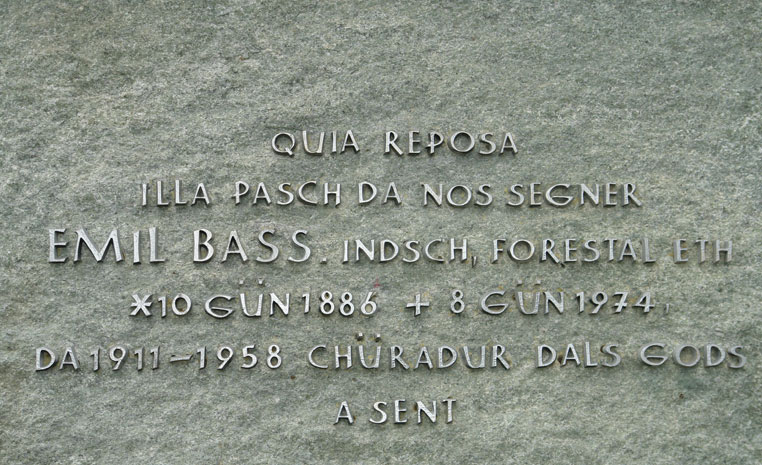 QUIA REPOSA
ILLA PASCH DA NOS SEGNER
EMIL BASS. INDSCH, FORESTAL ETH
*10 GÜN 1886 + 8 GÜN 1974
DA 1911-1958 CHÜRADUR DALS GODS
A SENT